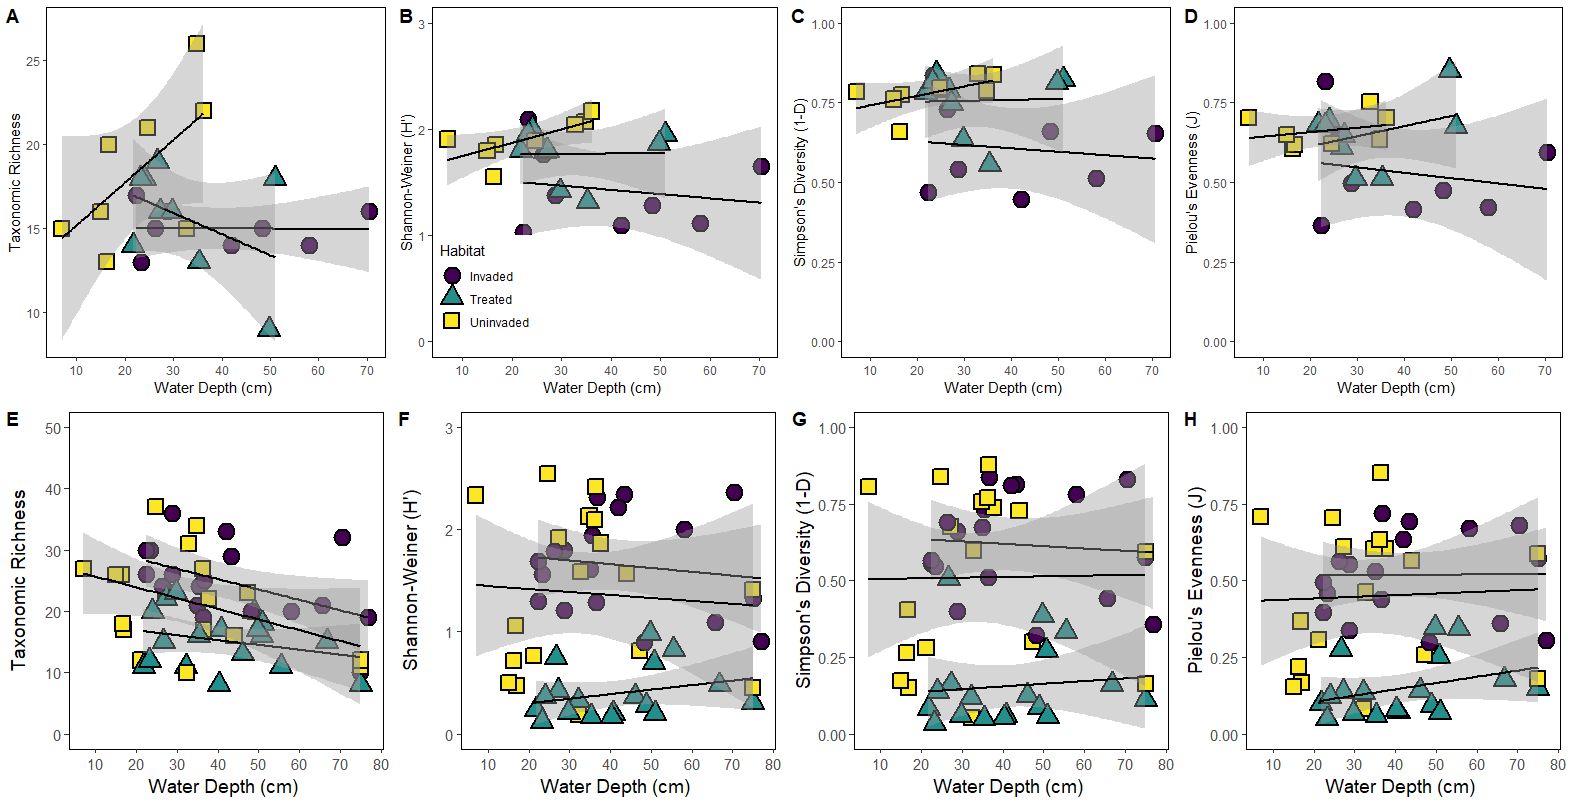 A
B
C
D
Taxonomic Richness
25
20
15
10
10 20 30 40 50 60 70
Water Depth (cm)
Shannon-Weiner (H')
3
2
1
0
Habitat
Invaded
Treated
Uninvaded
10 20 30 40 50 60 70
Water Depth (cm)
Simpson's Diversity (1-D)
1.00
0.75
0.50
0.25
0.00
10 20 30 40 50 60 70
Water Depth (cm)
Pielou's Evenness (J)
1.00
0.75
0.50
0.25
0.00
10 20 30 40 50 60 70
Water Depth (cm)
E
F
G
H
Taxonomic Richness
50
40
30
20
10
0
10 20 30 40 50 60 70 80
Water Depth (cm)
Shannon-Weiner (H')
3
2
1
0
10 20 30 40 50 60 70 80
Water Depth (cm)
Simpson's Diversity (1-D)
1.00
0.75
0.50
0.25
0.00
10 20 30 40 50 60 70 80
Water Depth (cm)
Pielou's Evenness (J)
1.00
0.75
0.50
0.25
0.00
10 20 30 40 50 60 70 80
Water Depth (cm)